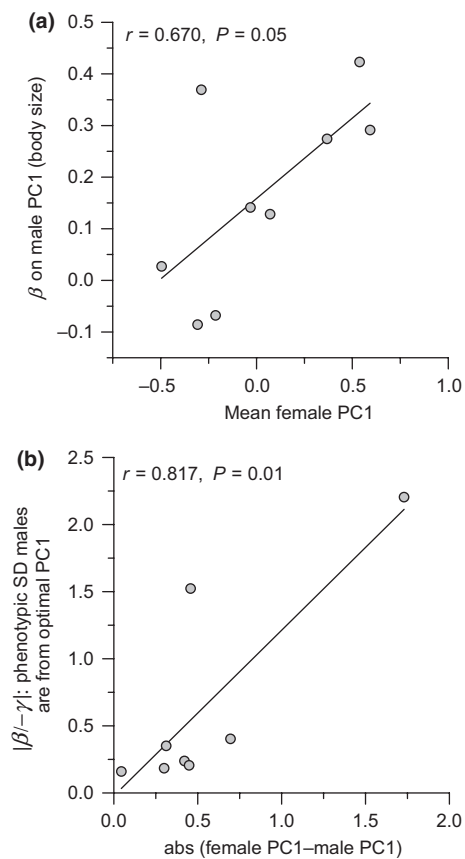 (a)
r = 0.670, P = 0.05
0.5
0.4
0.3
0.2
0.1
0.0
−0.1
β on male PC1 (body size)
−0.5 0.0 0.5 1.0
Mean female PC1
(b)
r = 0.817, P = 0.01
2.5
2.0
1.5
1.0
0.5
0.0
|β/−γ|: phenotypic SD males
are from optimal PC1
0.0 0.5 1.0 1.5 2.0
abs (female PC1–male PC1)